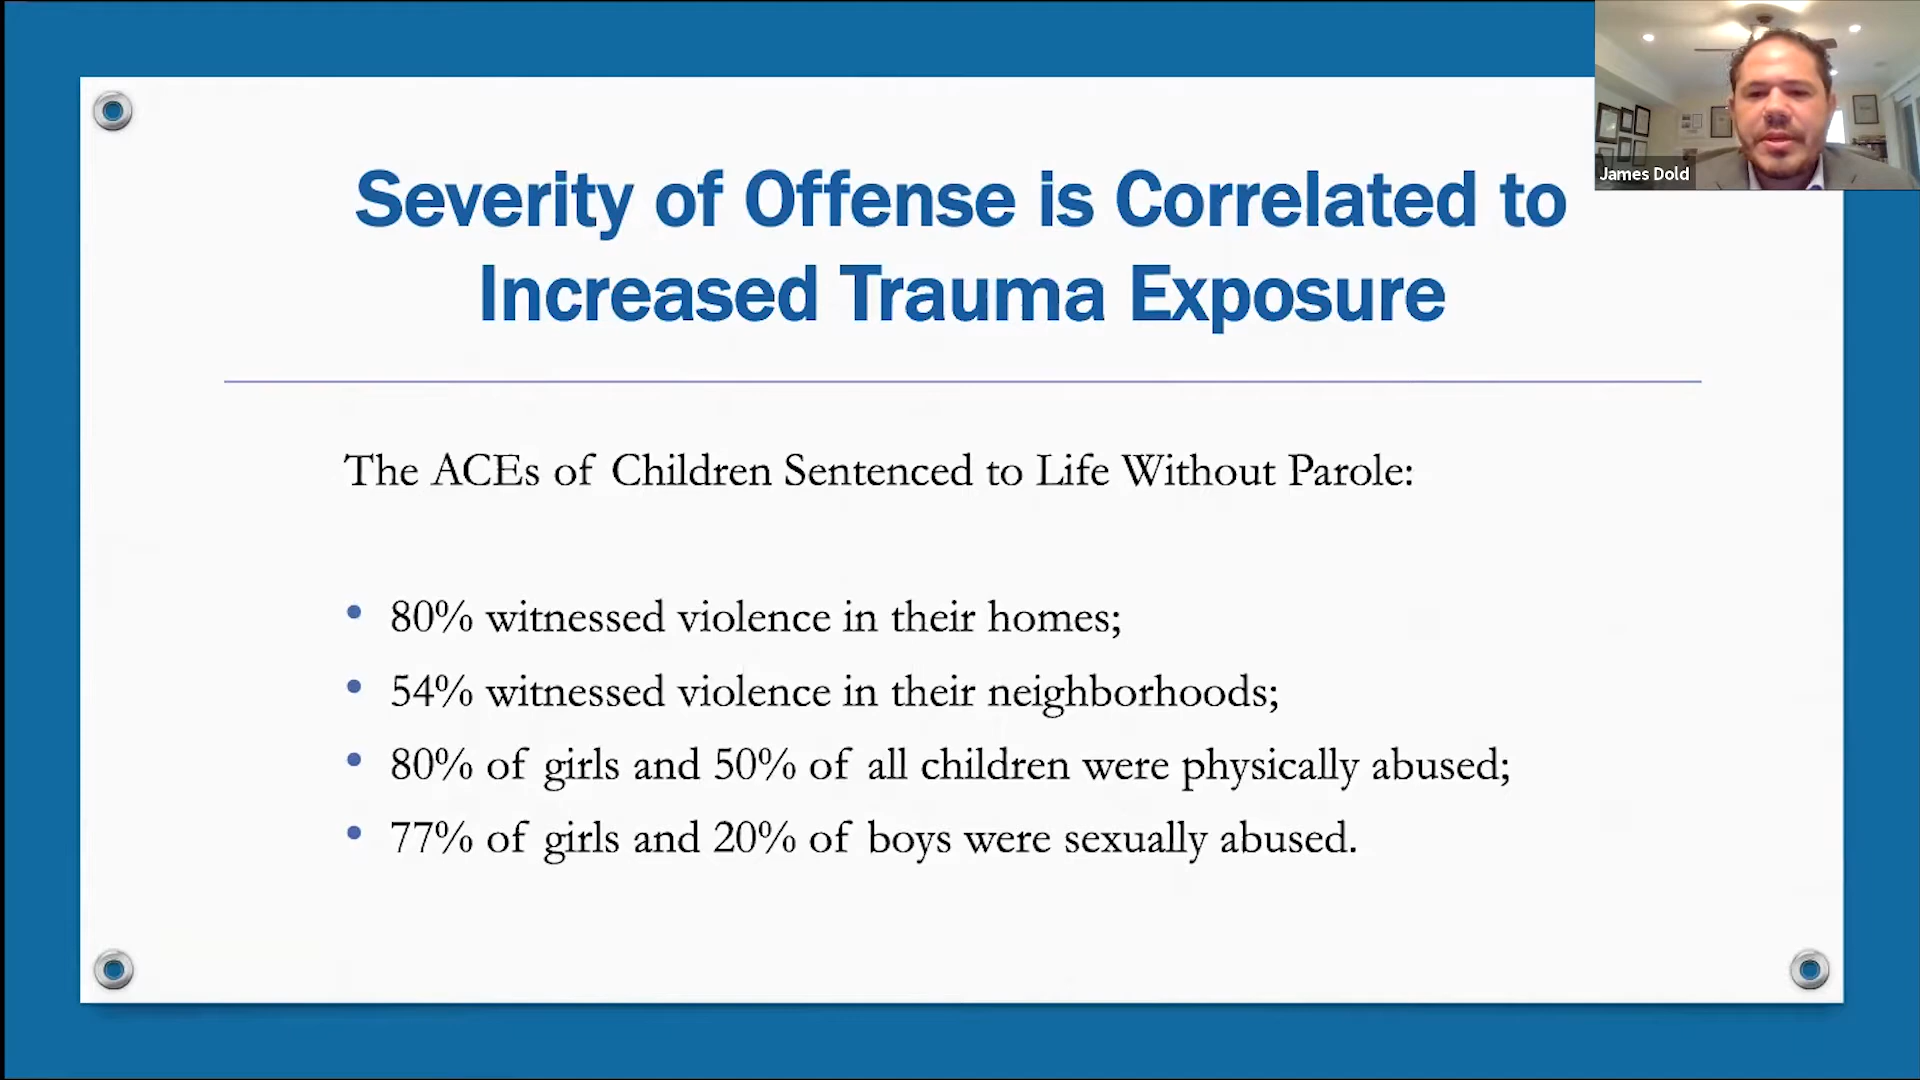 James Dold
Severity of Offense is Correlated to
Increased Trauma Exposure
The ACEs of Children Sentenced to Life Without Parole:
• 80% witnessed violence in their homes;
• 54% witnessed violence in their neighborhoods;
• 80% of girls and 50% of all children were physically abused;
• 77% of girls and 20% of boys were sexually abused.